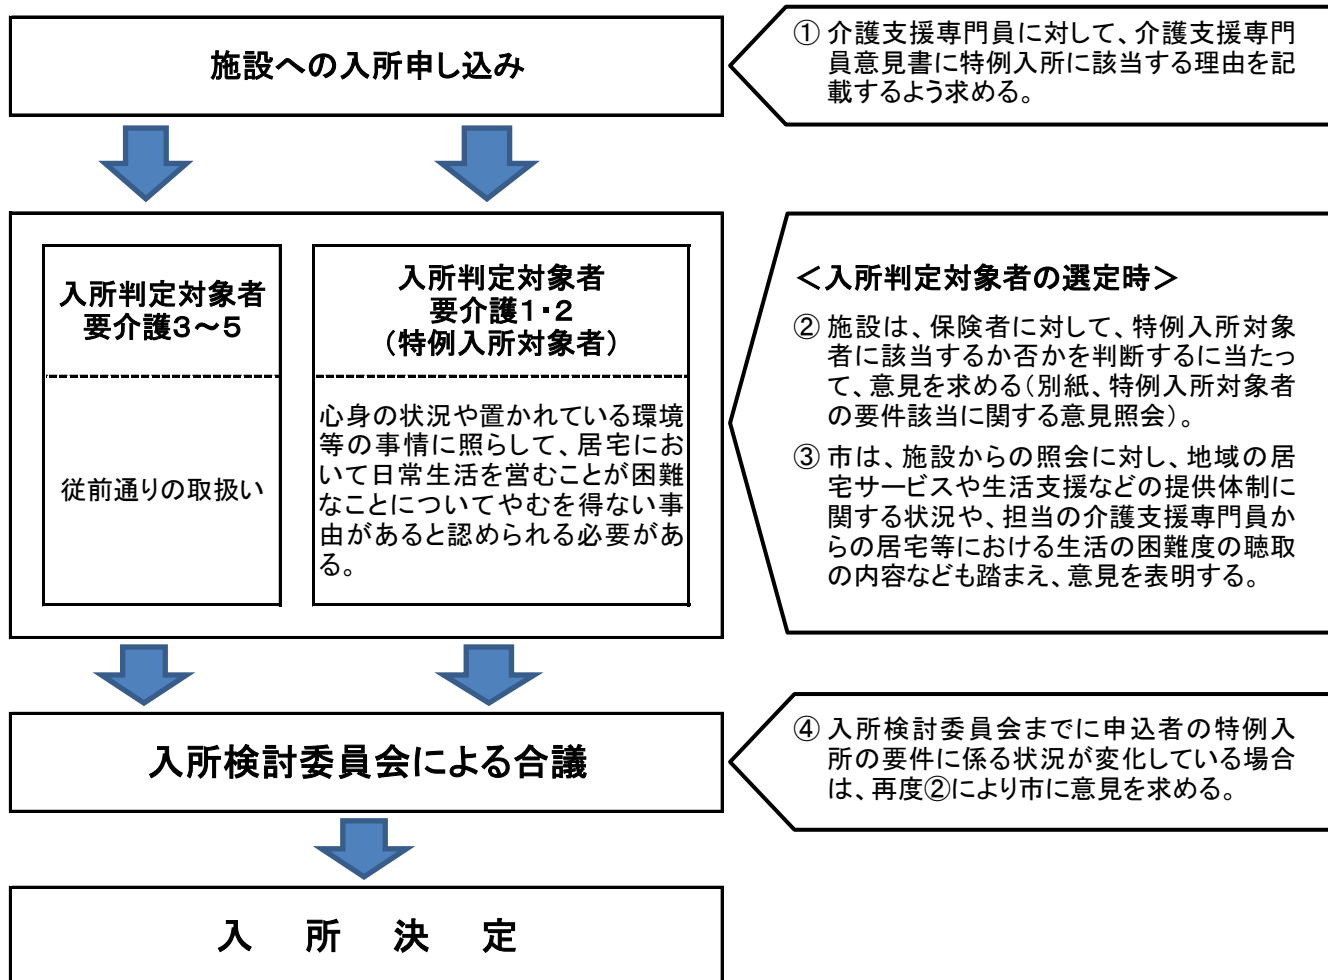 施設への入所申し込み
① 介護支援専門員に対して、介護支援専門
員意見書に特例入所に該当する理由を記
載するよう求める。
入所判定対象者
要介護3～5
従前通りの取扱い
入所判定対象者
要介護1・2
（特例入所対象者）
心身の状況や置かれている環境
等の事情に照らして、居宅にお
いて日常生活を営むことが困難
なことについてやむを得ない事
由があると認められる必要があ
る。
＜入所判定対象者の選定時＞
② 施設は、保険者に対して、特例入所対象
者に該当するか否かを判断するに当たっ
て、意見を求める（別紙、特例入所対象者
の要件該当に関する意見照会）。
③ 市は、施設からの照会に対し、地域の居
宅サービスや生活支援などの提供体制に
関する状況や、担当の介護支援専門員か
らの居宅等における生活の困難度の聴取
の内容なども踏まえ、意見を表明する。
入所検討委員会による合議
④ 入所検討委員会までに申込者の特例入
所の要件に係る状況が変化している場合
は、再度②により市に意見を求める。
入 所 決 定